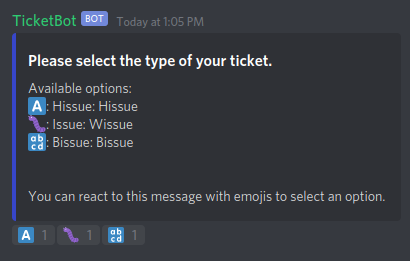 TicketBot BOT Today at 1:05 PM
Please select the type of your ticket.
Available options:
🅰: Hissue: Hissue
🐛: Issue: Wissue
🔡: Bissue: Bissue
You can react to this message with emojis to select an option.
A 1 1 abcd 1